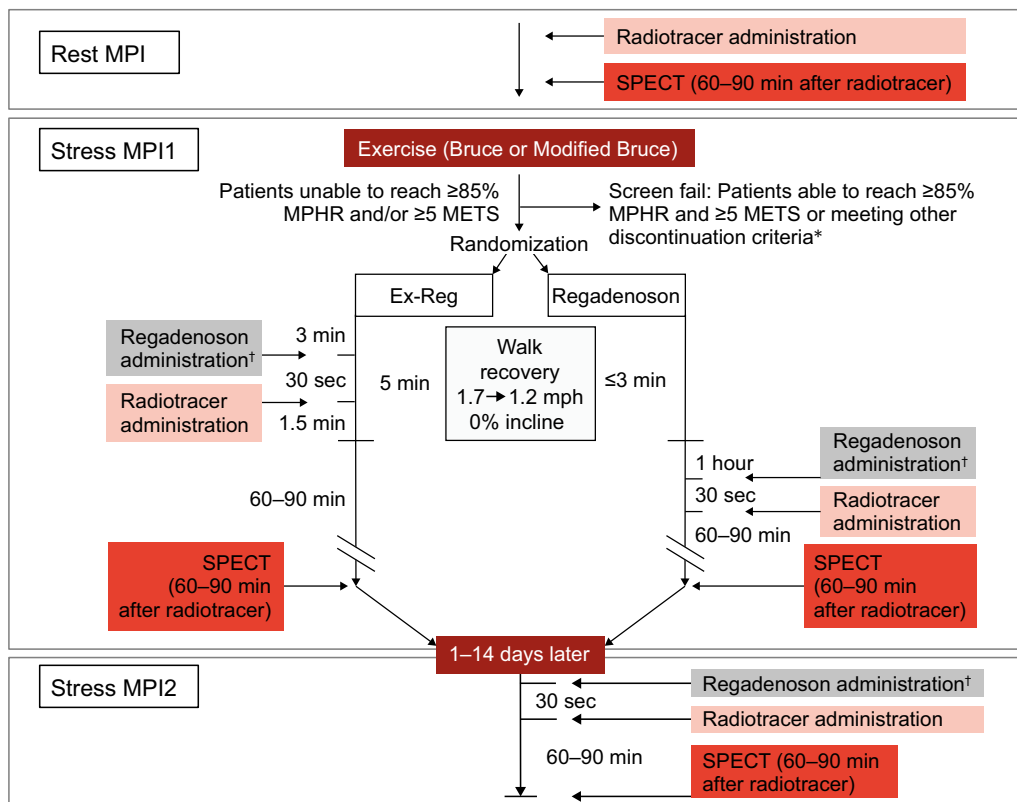 Rest MPI
Radiotracer administration
SPECT (60–90 min after radiotracer)
Stress MPI1
Exercise (Bruce or Modified Bruce)
Patients unable to reach ≥85%
MPHR and/or ≥5 METS
Screen fail: Patients able to reach ≥85%
MPHR and ≥5 METS or meeting other
discontinuation criteria*
Randomization
Ex-Reg
Regadenoson
Regadenoson
administration†
3 min
30 sec
Radiotracer
administration
1.5 min
5 min
Walk
recovery
1.7→1.2 mph
0% incline
≤3 min
60–90 min
SPECT
(60–90 min
after radiotracer)
1 hour
Regadenoson
administration†
30 sec
Radiotracer
administration
60–90 min
SPECT
(60–90 min
after radiotracer)
1–14 days later
Stress MPI2
Regadenoson administration†
30 sec
Radiotracer administration
60–90 min
SPECT (60–90 min
after radiotracer)